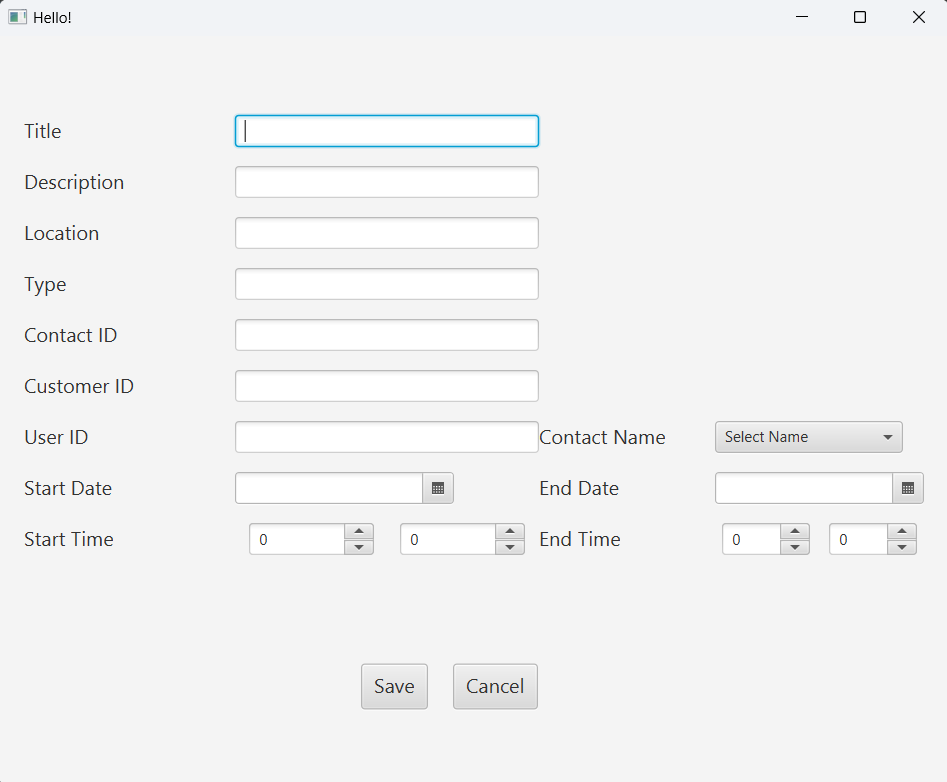 Hello!
Title
Description
Location
Type
Contact ID
Customer ID
User ID Contact Name Select Name
Start Date End Date
Start Time 0 0 End Time 0 0
Save Cancel